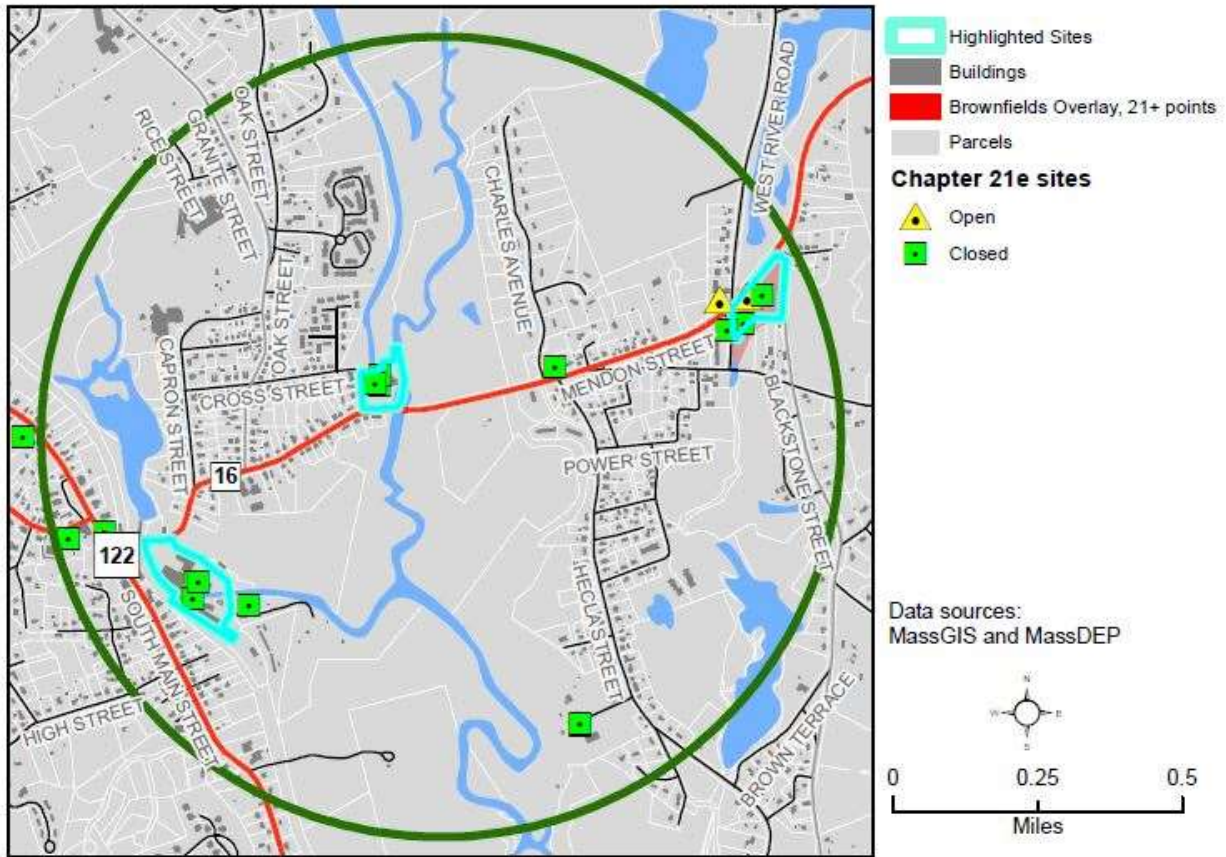 OAK STREET
GRANITE STREET
RICE STREET
WEST RIVER ROAD
CHARLES AVENUE
OAK STREET
CAPRON STREET
CROSS STREET
MENDON STREET
BLACKSTONE STREET
POWER STREET
16
122
HECLA STREET
SOUTH MAIN STREET
HIGH STREET
BROWN TERRACE
Highlighted Sites
Buildings
Brownfields Overlay, 21+ points
Parcels
Chapter 21e sites
Open
Closed
Data sources:
MassGIS and MassDEP
N
W E
S
0 0.25 0.5
Miles